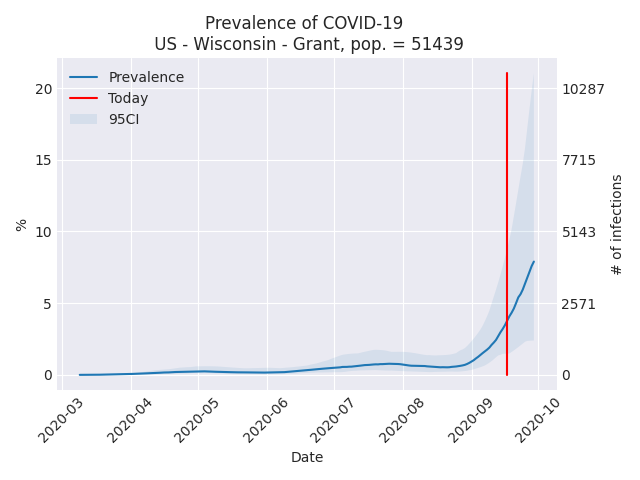 Prevalence of COVID-19
US - Wisconsin - Grant, pop. = 51439
Prevalence
Today
95CI
20
15
10
5
0
%
10287
7715
5143
2571
0
# of infections
2020-03
2020-04
2020-05
2020-06
2020-07
2020-08
2020-09
2020-10
Date